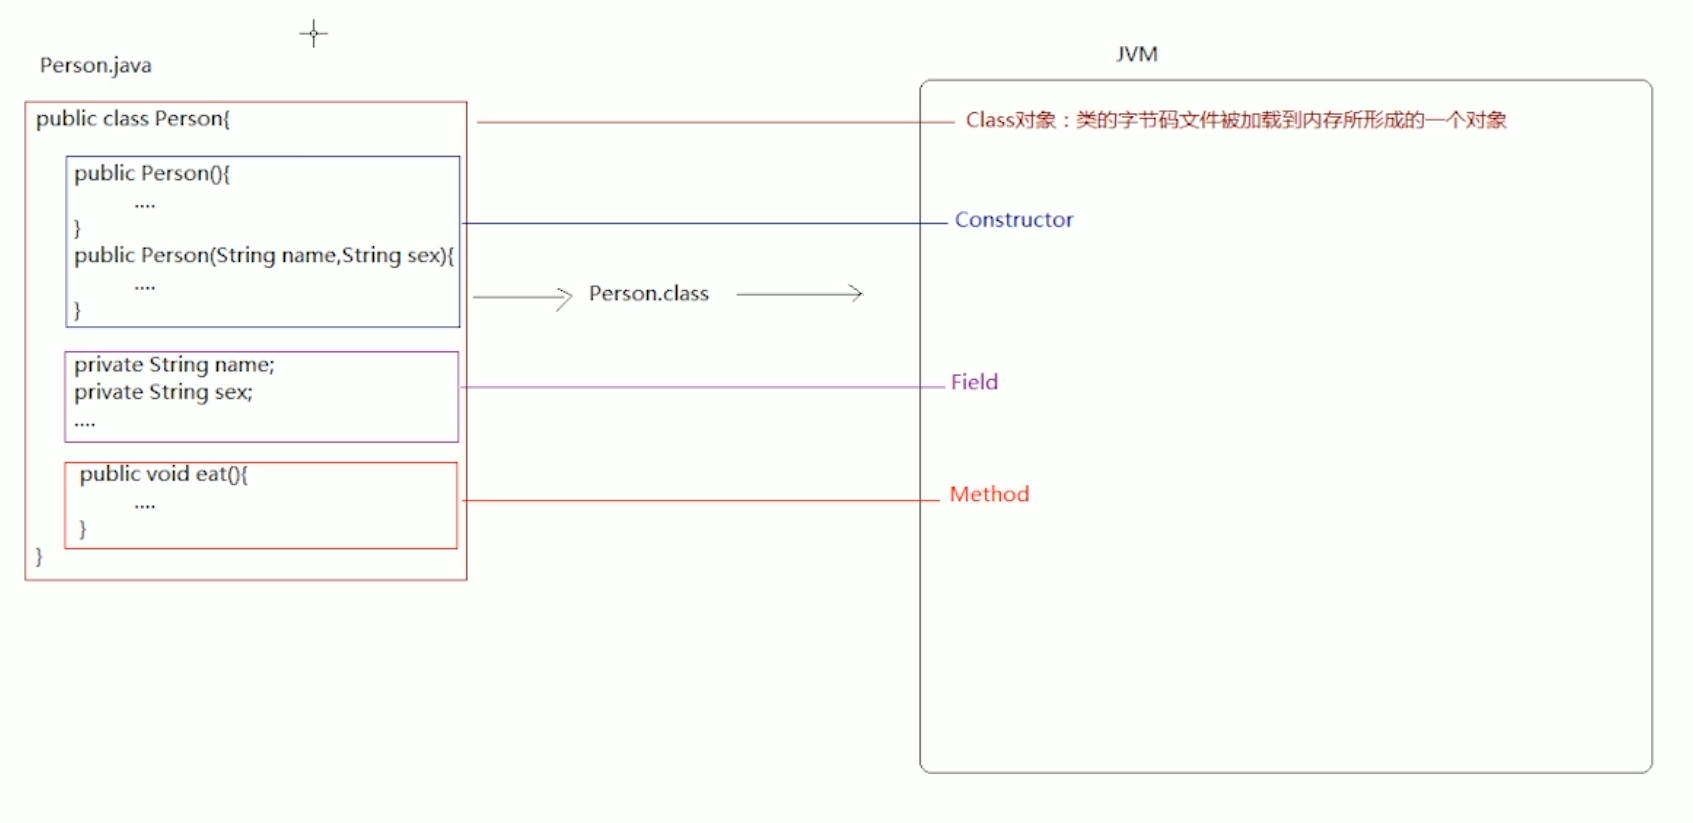 Person.java
public class Person{
public Person(){
....
}
public Person(String name,String sex){
....
}
private String name;
private String sex;
....
public void eat(){
....
}
}
Person.class
JVM
Class对象：类的字节码文件被加载到内存所形成的一个对象
Constructor
Field
Method